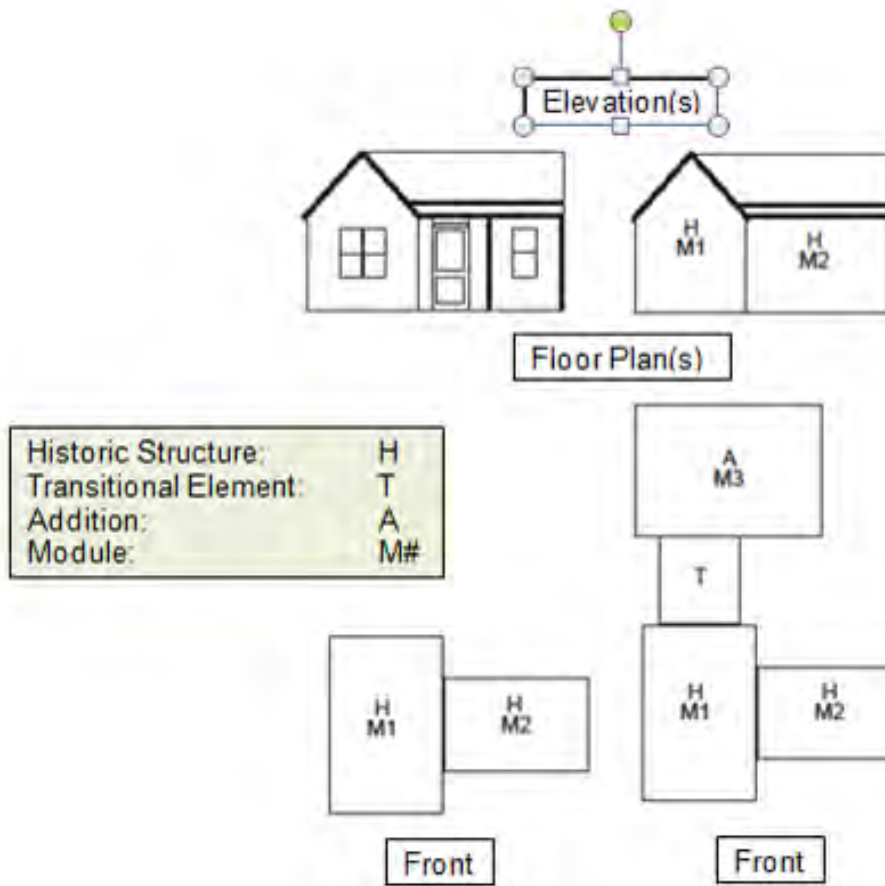 Elevation(s)
H
M1
H
M2
Floor Plan(s)
Historic Structure: H
Transitional Element: T
Addition: A
Module: M#
A
M3
T
H
M1
H
M2
H
M1
H
M2
Front
Front